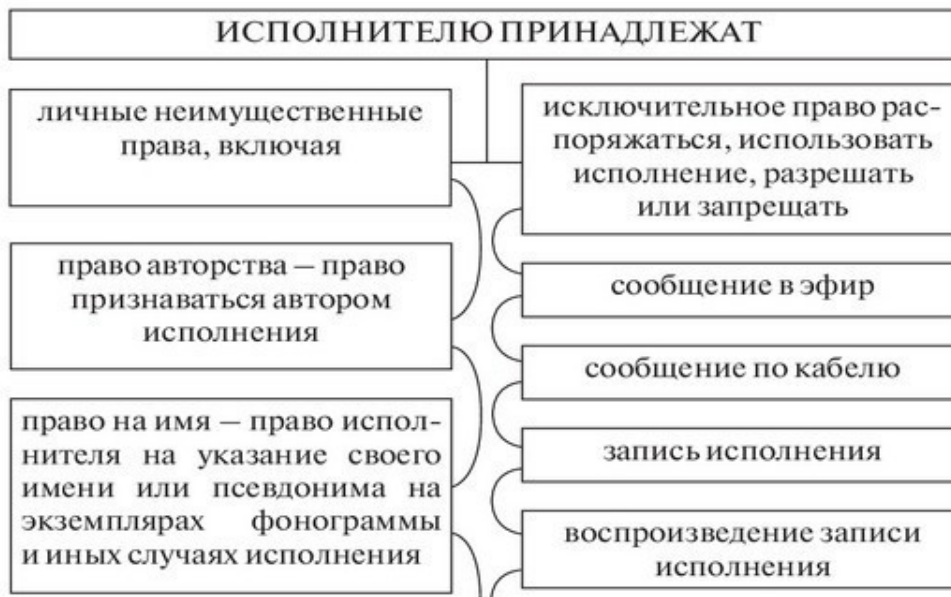 ИСПОЛНИТЕЛЮ ПРИНАДЛЕЖАТ
личные неимущественные
права, включая
право авторства – право
признаваться автором
исполнения
право на имя – право испол-
нителя на указание своего
имени или псевдонима на
экземплярах фонограммы
и иных случаях исполнения
исключительное право рас-
поряжаться, использовать
исполнение, разрешать
или запрещать
сообщение в эфир
сообщение по кабелю
запись исполнения
воспроизведение записи
исполнения